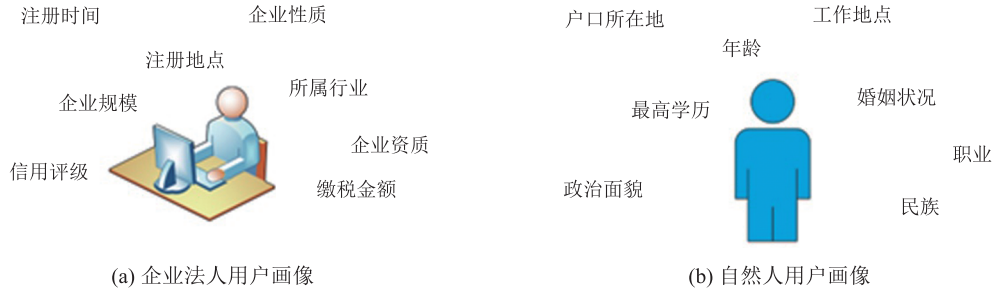 注册时间
企业性质
注册地点
所属行业
企业规模
企业资质
信用评级
缴税金额
(a) 企业法人用户画像
户口所在地
工作地点
年龄
婚姻状况
最高学历
职业
政治面貌
民族
(b) 自然人用户画像